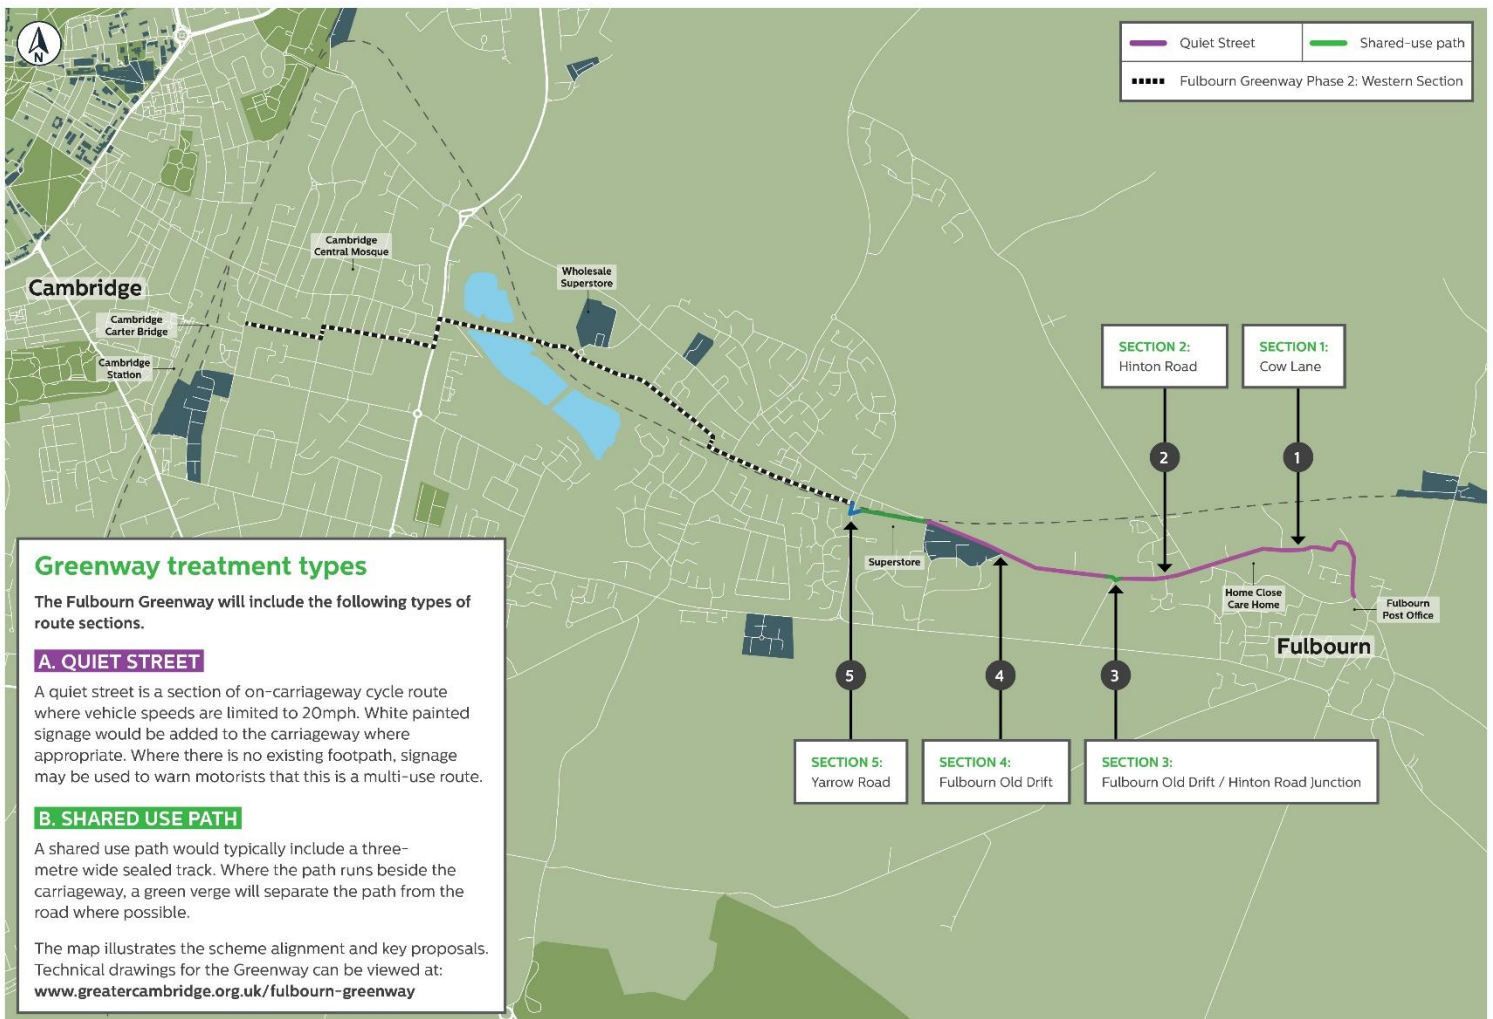 N
Quiet Street
Shared-use path
Fulbourn Greenway Phase 2: Western Section
Cambridge
Central Mosque
Wholesale
Superstore
Cambridge
Cambridge
Carter Bridge
Cambridge
Station
SECTION 2:
Hinton Road
SECTION 1:
Cow Lane
2
1
Superstore
Home Close
Care Home
Fulbourn
Post Office
Fulbourn
5
4
3
SECTION 5:
Yarrow Road
SECTION 4:
Fulbourn Old Drift
SECTION 3:
Fulbourn Old Drift / Hinton Road Junction
Greenway treatment types
The Fulbourn Greenway will include the following types of
route sections.
A. QUIET STREET
A quiet street is a section of on-carriageway cycle route
where vehicle speeds are limited to 20mph. White painted
signage would be added to the carriageway where
appropriate. Where there is no existing footpath, signage
may be used to warn motorists that this is a multi-use route.
B. SHARED USE PATH
A shared use path would typically include a three-
metre wide sealed track. Where the path runs beside the
carriageway, a green verge will separate the path from the
road where possible.
The map illustrates the scheme alignment and key proposals.
Technical drawings for the Greenway can be viewed at:
www.greatercambridge.org.uk/fulbourn-greenway